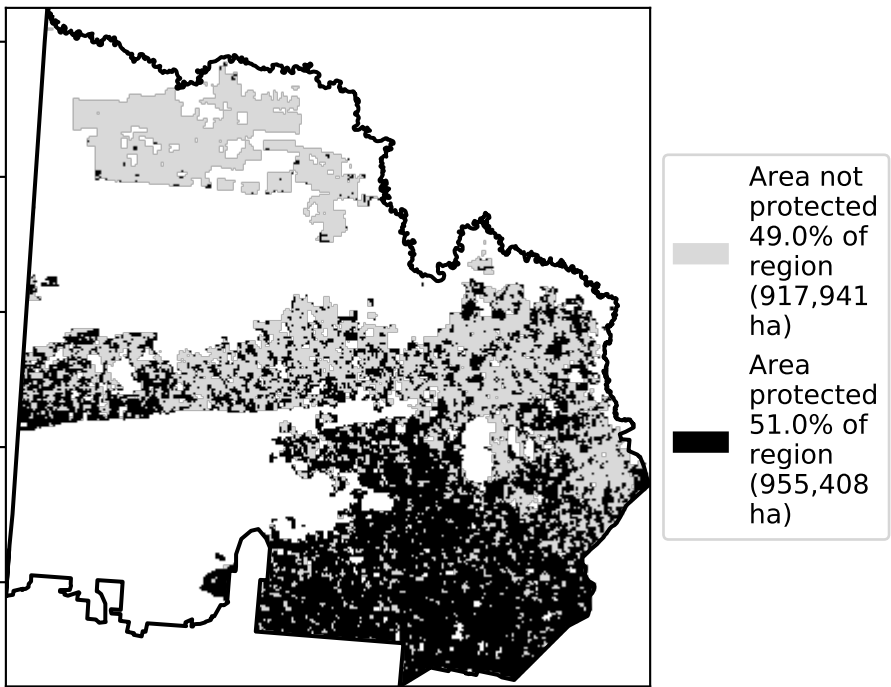 Area not
protected
49.0% of
region
(917,941
ha)
Area
protected
51.0% of
region
(955,408
ha)